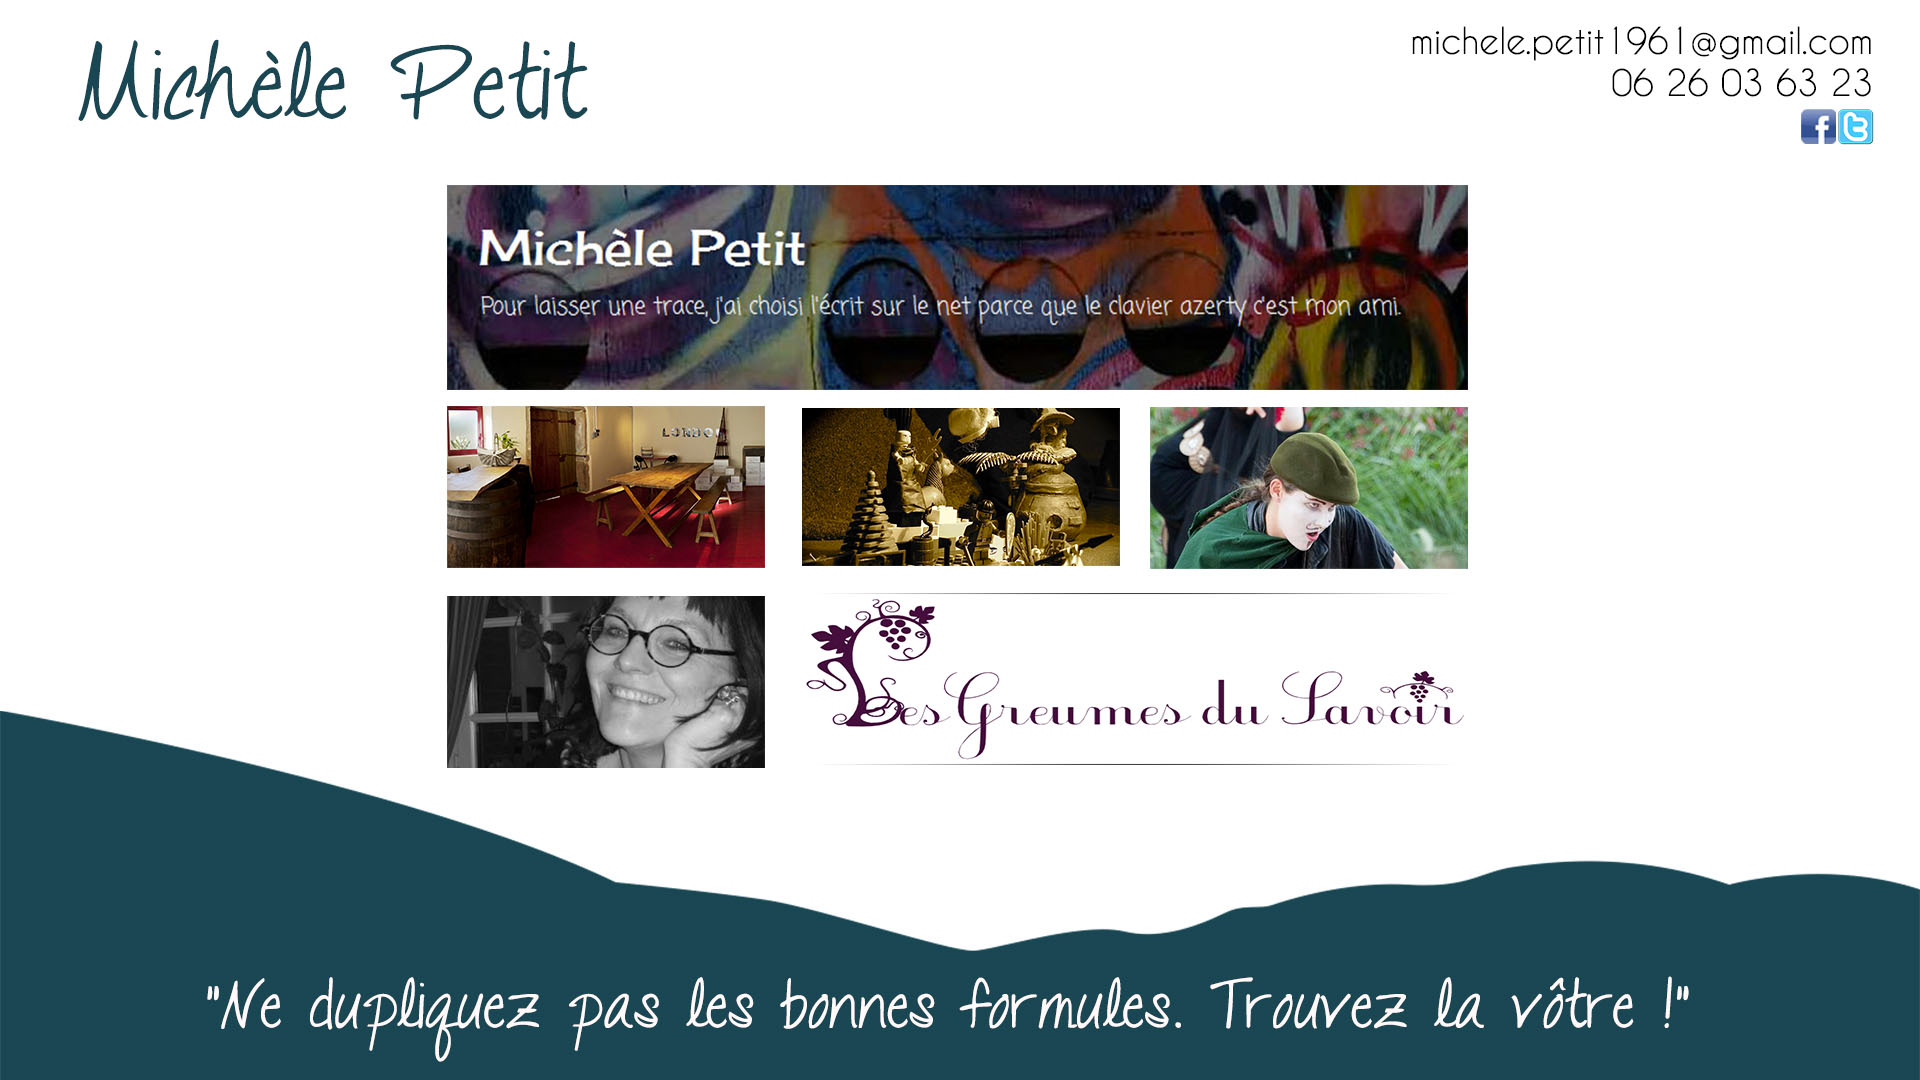 Michèle Petit
michele.petit1961@gmail.com
06 26 03 63 23
Michèle Petit
Pour laisser une trace, j'ai choisi l'écrit sur le net parce que le clavier azerty c'est mon ami.
LONDON
Les Greumes du Savoir
"Ne dupliquez pas les bonnes formules. Trouvez la vôtre !"